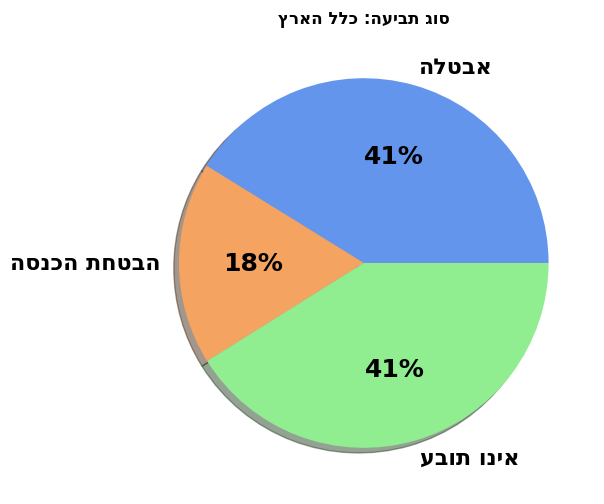 סוג תביעה: כלל הארץ
אבטלה
41%
הבטחת הכנסה
18%
41%
אינו תובע